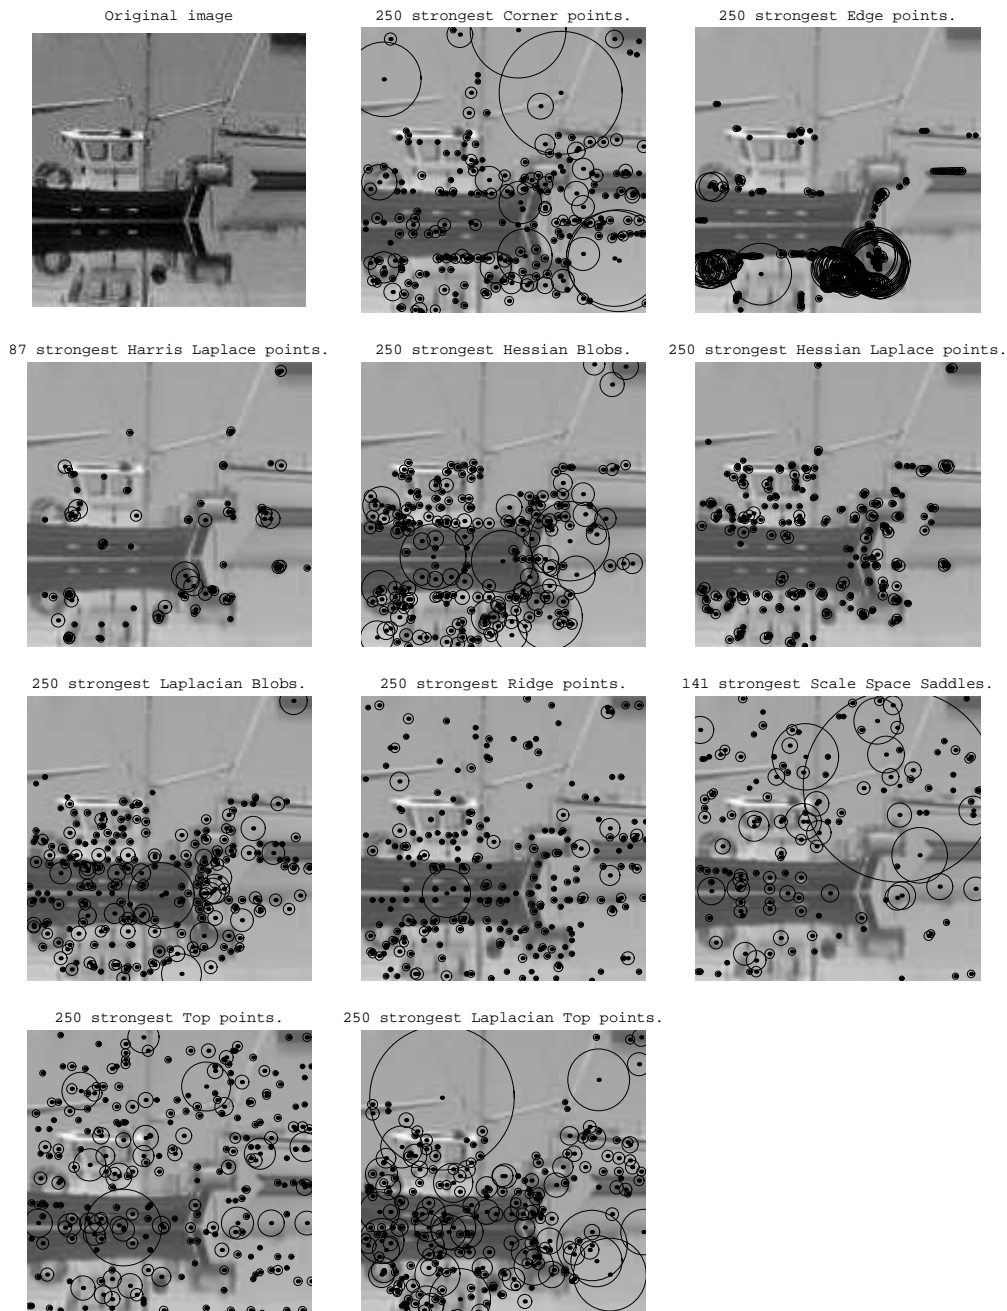 Original image
250 strongest Corner points.
250 strongest Edge points.
87 strongest Harris Laplace points.
250 strongest Hessian Blobs.
250 strongest Hessian Laplace points.
250 strongest Laplacian Blobs.
250 strongest Ridge points.
141 strongest Scale Space Saddles.
250 strongest Top points.
250 strongest Laplacian Top points.